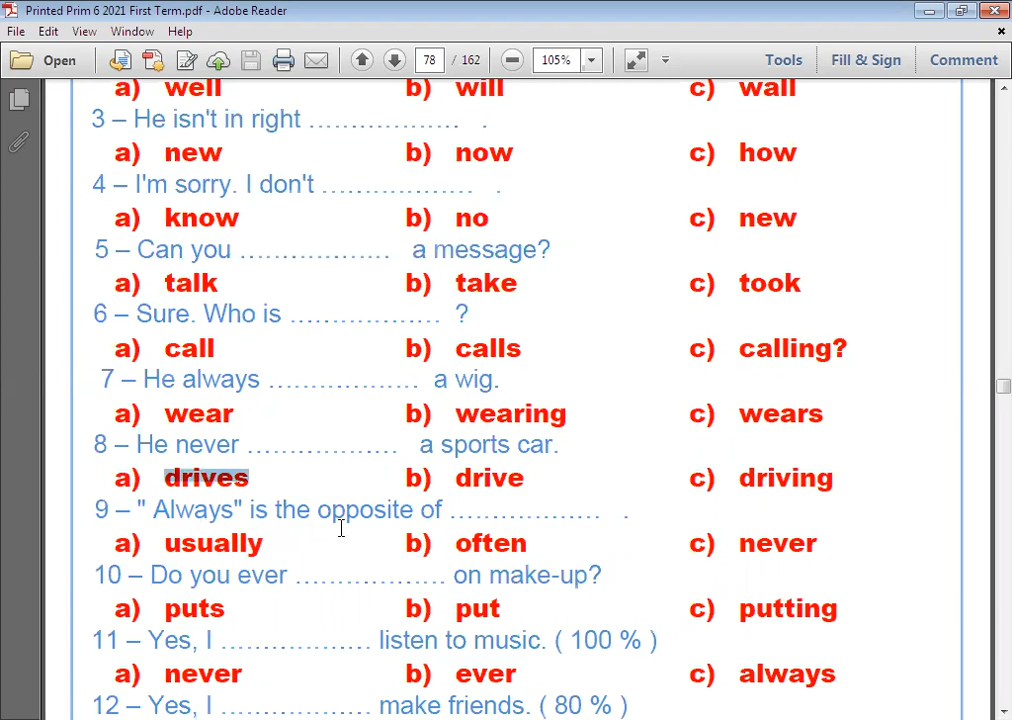 Printed Prim 6 2021 First Term.pdf - Adobe Reader
File Edit View Window Help
Open 78 / 162 105% Tools Fill & Sign Comment
a) well b) will c) wall
3 – He isn't in right .................. .
a) new b) now c) how
4 – I'm sorry. I don't .................. .
a) know b) no c) new
5 – Can you .................. a message?
a) talk b) take c) took
6 – Sure. Who is .................. ?
a) call b) calls c) calling?
7 – He always .................. a wig.
a) wear b) wearing c) wears
8 – He never .................. a sports car.
a) drives b) drive c) driving
9 – " Always" is the opposite of .................. .
a) usually b) often c) never
10 – Do you ever .................. on make-up?
a) puts b) put c) putting
11 – Yes, I .................. listen to music. ( 100 % )
a) never b) ever c) always
12 – Yes, I .................. make friends. ( 80 % )